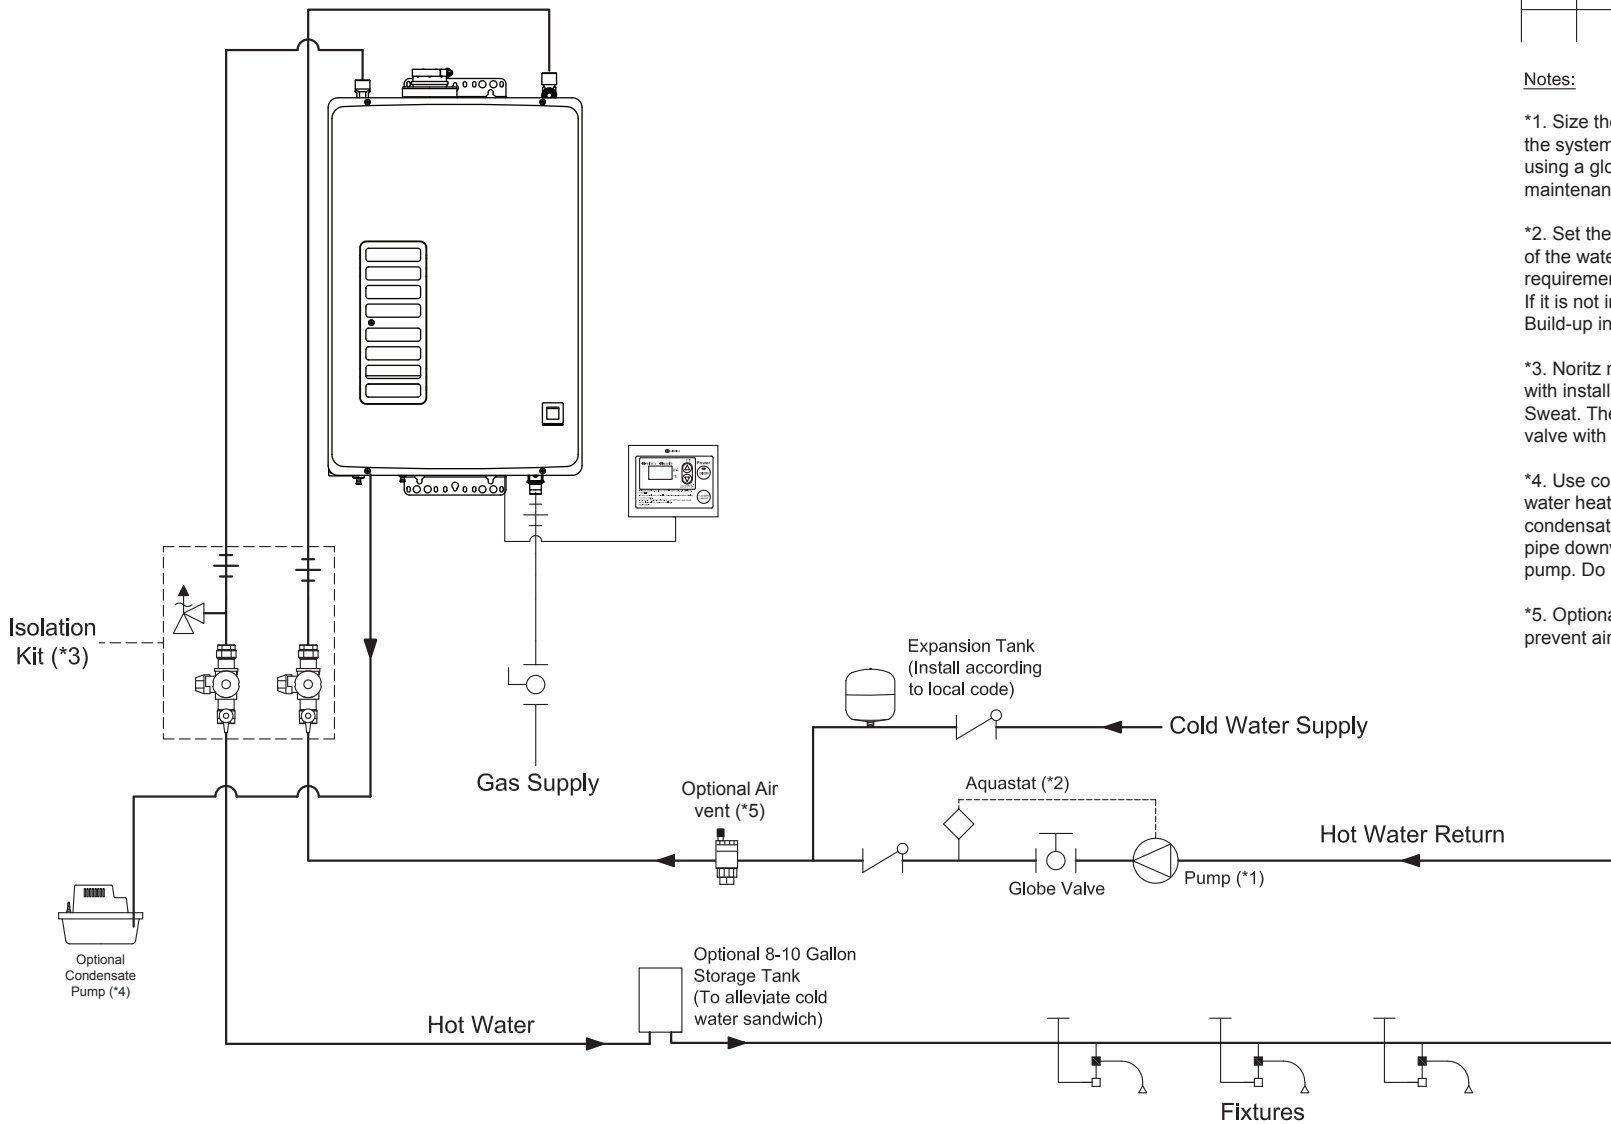 Notes:
*1. Size the
the system
using a glo
maintenan
*2. Set the
of the wate
requiremen
If it is not in
Build-up in
*3. Noritz r
with install
Sweat. The
valve with
*4. Use co
water heat
condensat
pipe downw
pump. Do
*5. Optiona
prevent air
Isolation
Kit (*3)
Gas Supply
Expansion Tank
(Install according
to local code)
Cold Water Supply
Optional Air
vent (*5)
Aquastat (*2)
Hot Water Return
Globe Valve
Pump (*1)
Optional
Condensate
Pump (*4)
Optional 8-10 Gallon
Storage Tank
(To alleviate cold
water sandwich)
Hot Water
Fixtures